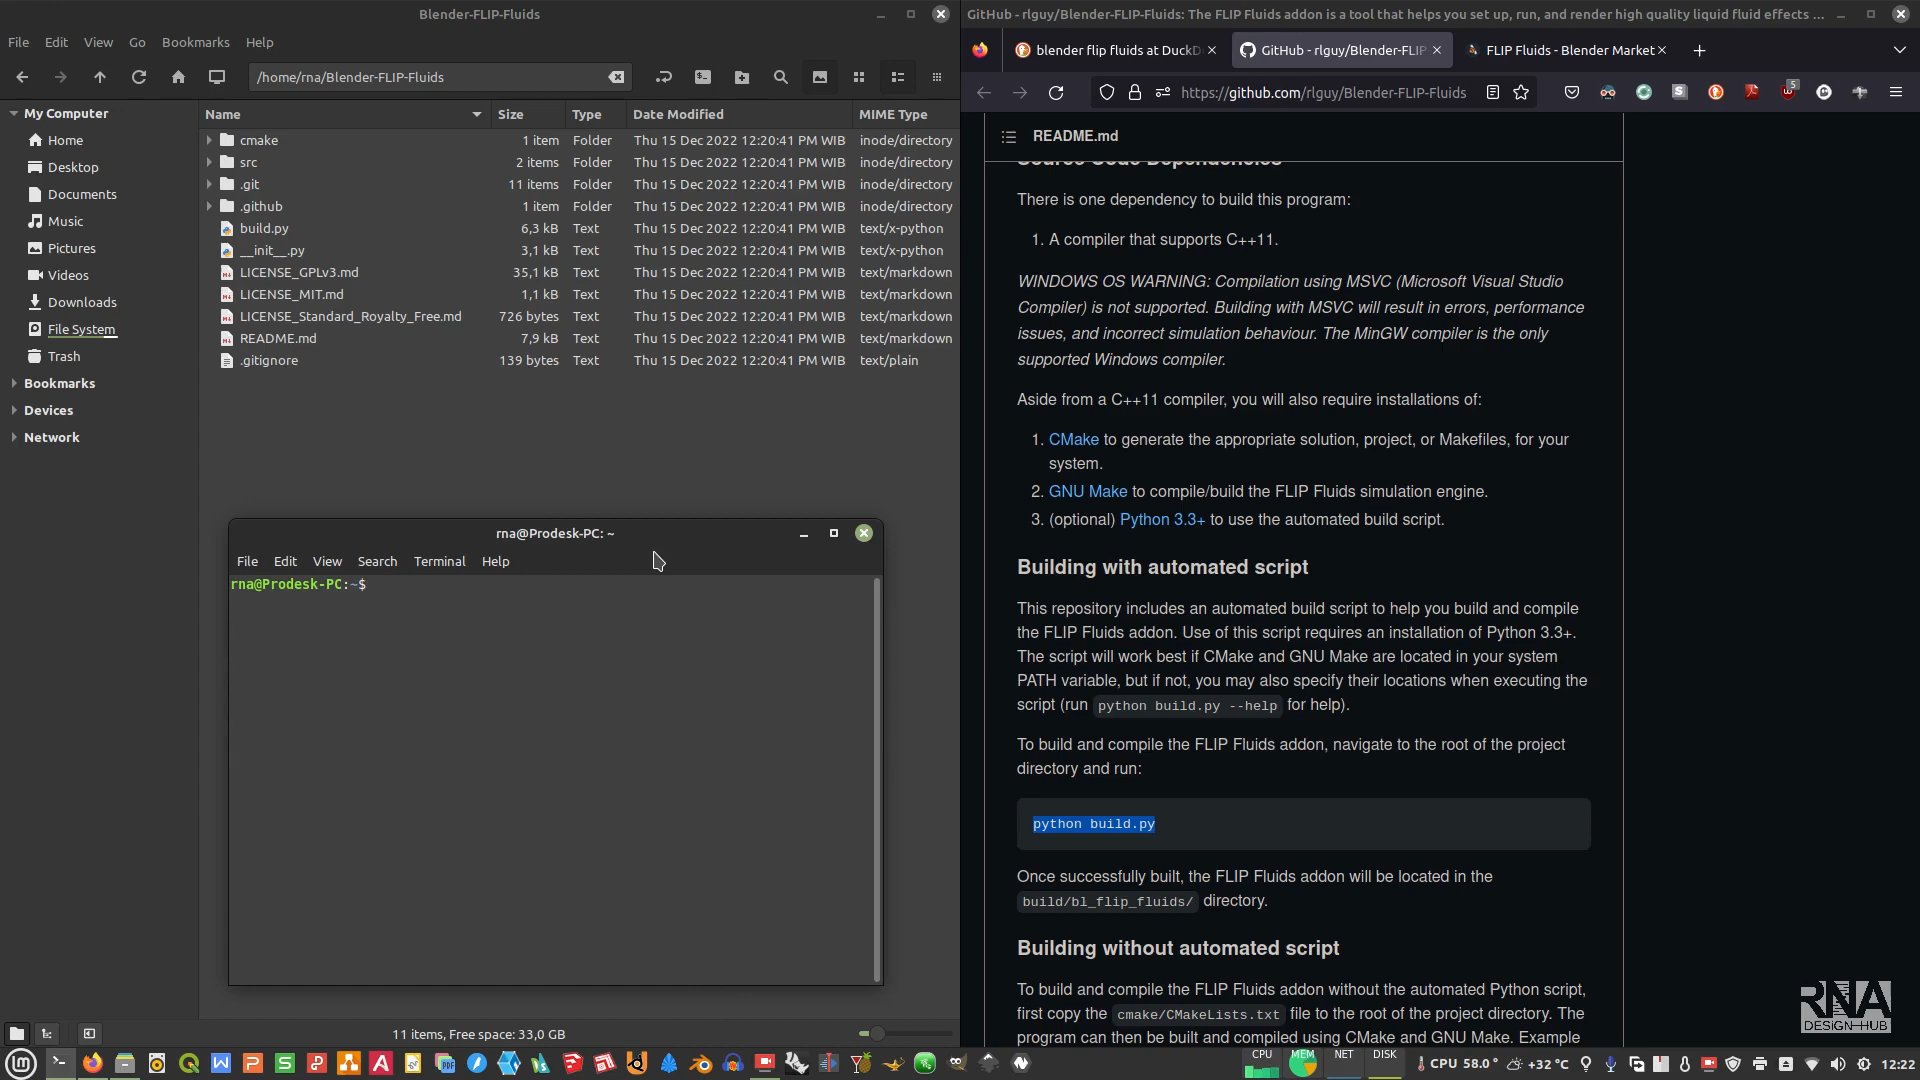 Blender-FLIP-Fluids
File Edit View Go Bookmarks Help
/home/rna/Blender-FLIP-Fluids
My Computer
Home
Desktop
Documents
Music
Pictures
Videos
Downloads
File System
Trash
Bookmarks
Devices
Network
Name Size Type Date Modified MIME Type
cmake 1 item Folder Thu 15 Dec 2022 12:20:41 PM WIB inode/directory
src 2 items Folder Thu 15 Dec 2022 12:20:41 PM WIB inode/directory
.git 11 items Folder Thu 15 Dec 2022 12:20:41 PM WIB inode/directory
.github 1 item Folder Thu 15 Dec 2022 12:20:41 PM WIB inode/directory
build.py 6,3 kB Text Thu 15 Dec 2022 12:20:41 PM WIB text/x-python
__init__.py 3,1 kB Text Thu 15 Dec 2022 12:20:41 PM WIB text/x-python
LICENSE_GPLv3.md 35,1 kB Text Thu 15 Dec 2022 12:20:41 PM WIB text/markdown
LICENSE_MIT.md 1,1 kB Text Thu 15 Dec 2022 12:20:41 PM WIB text/markdown
LICENSE_Standard_Royalty_Free.md 726 bytes Text Thu 15 Dec 2022 12:20:41 PM WIB text/markdown
README.md 7,9 kB Text Thu 15 Dec 2022 12:20:41 PM WIB text/markdown
.gitignore 139 bytes Text Thu 15 Dec 2022 12:20:41 PM WIB text/plain
rna@Prodesk-PC: ~
File Edit View Search Terminal Help
rna@Prodesk-PC:~$
11 items, Free space: 33,0 GB
GitHub - rlguy/Blender-FLIP-Fluids: The FLIP Fluids addon is a tool that helps you set up, run, and render high quality liquid fluid effects ...
blender flip fluids at DuckD
GitHub - rlguy/Blender-FLIP
FLIP Fluids - Blender Market
https://github.com/rlguy/Blender-FLIP-Fluids
5
README.md
Source Code Dependencies
There is one dependency to build this program:
1. A compiler that supports C++11.
WINDOWS OS WARNING: Compilation using MSVC (Microsoft Visual Studio
Compiler) is not supported. Building with MSVC will result in errors, performance
issues, and incorrect simulation behaviour. The MinGW compiler is the only
supported Windows compiler.
Aside from a C++11 compiler, you will also require installations of:
1. CMake to generate the appropriate solution, project, or Makefiles, for your
system.
2. GNU Make to compile/build the FLIP Fluids simulation engine.
3. (optional) Python 3.3+ to use the automated build script.
Building with automated script
This repository includes an automated build script to help you build and compile
the FLIP Fluids addon. Use of this script requires an installation of Python 3.3+.
The script will work best if CMake and GNU Make are located in your system
PATH variable, but if not, you may also specify their locations when executing the
script (run python build.py --help for help).
To build and compile the FLIP Fluids addon, navigate to the root of the project
directory and run:
python build.py
Once successfully built, the FLIP Fluids addon will be located in the
build/bl_flip_fluids/ directory.
Building without automated script
To build and compile the FLIP Fluids addon without the automated Python script,
first copy the cmake/CMakeLists.txt file to the root of the project directory. The
program can then be built and compiled using CMake and GNU Make. Example
RNA
DESIGN-HUB
CPU MEM NET DISK
CPU 58.0° +32 °C 12:22